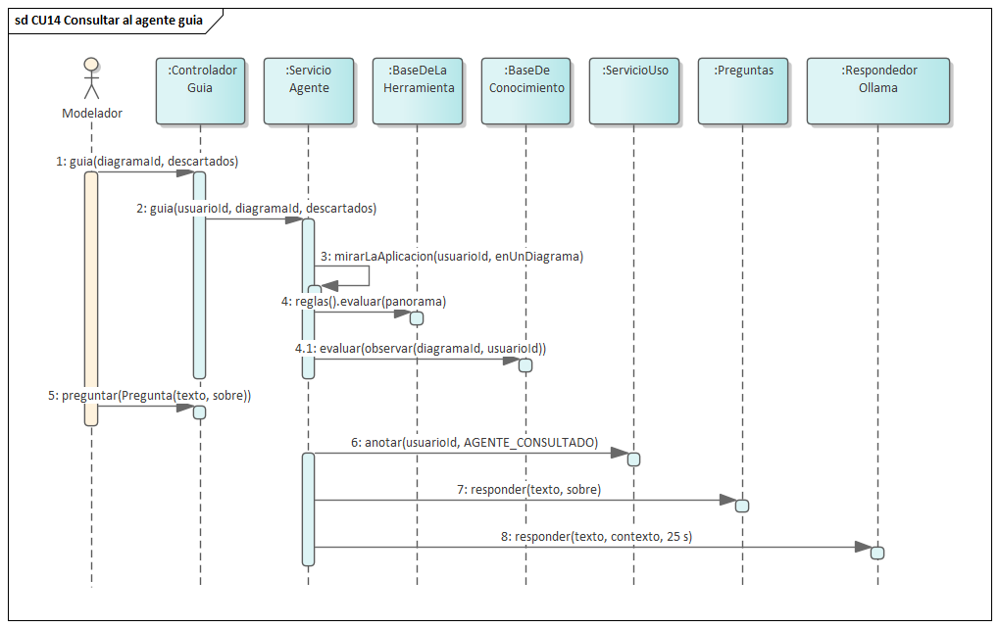 sd CU14 Consultar al agente guia
Modelador
:Controlador
Guia
:Servicio
Agente
:BaseDeLa
Herramienta
:BaseDe
Conocimiento
:ServicioUso
:Preguntas
:Respondedor
Ollama
1: guia(diagramaId, descartados)
2: guia(usuarioId, diagramaId, descartados)
3: mirarLaAplicacion(usuarioId, enUnDiagrama)
4: reglas().evaluar(panorama)
4.1: evaluar(observar(diagramaId, usuarioId))
5: preguntar(Pregunta(texto, sobre))
6: anotar(usuarioId, AGENTE_CONSULTADO)
7: responder(texto, sobre)
8: responder(texto, contexto, 25 s)